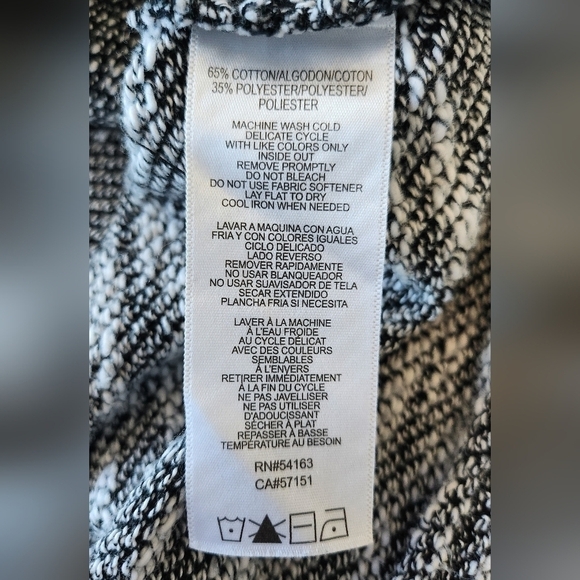 65% COTTON/ALGODON/COTON
35% POLYESTER/POLYESTER/
POLIESTER
MACHINE WASH COLD
DELICATE CYCLE
WITH LIKE COLORS ONLY
INSIDE OUT
REMOVE PROMPTLY
DO NOT BLEACH
DO NOT USE FABRIC SOFTENER
LAY FLAT TO DRY
COOL IRON WHEN NEEDED
LAVAR A MAQUINA CON AGUA
FRIA Y CON COLORES IGUALES
CICLO DELICADO
LADO REVERSO
REMOVER RAPIDAMENTE
NO USAR BLANQUEADOR
NO USAR SUAVISADOR DE TELA
SECAR EXTENDIDO
PLANCHA FRIA SI NECESITA
LAVER À LA MACHINE
À L'EAU FROIDE
AU CYCLE DÉLICAT
AVEC DES COULEURS
SEMBLABLES
À L'ENVERS
RETIRER IMMÉDIATEMENT
À LA FIN DU CYCLE
NE PAS JAVELLISER
NE PAS UTILISER
D'ADOUCISSANT
SÉCHER À PLAT
REPASSER À BASSE
TEMPÉRATURE AU BESOIN
RN#54163
CA#57151